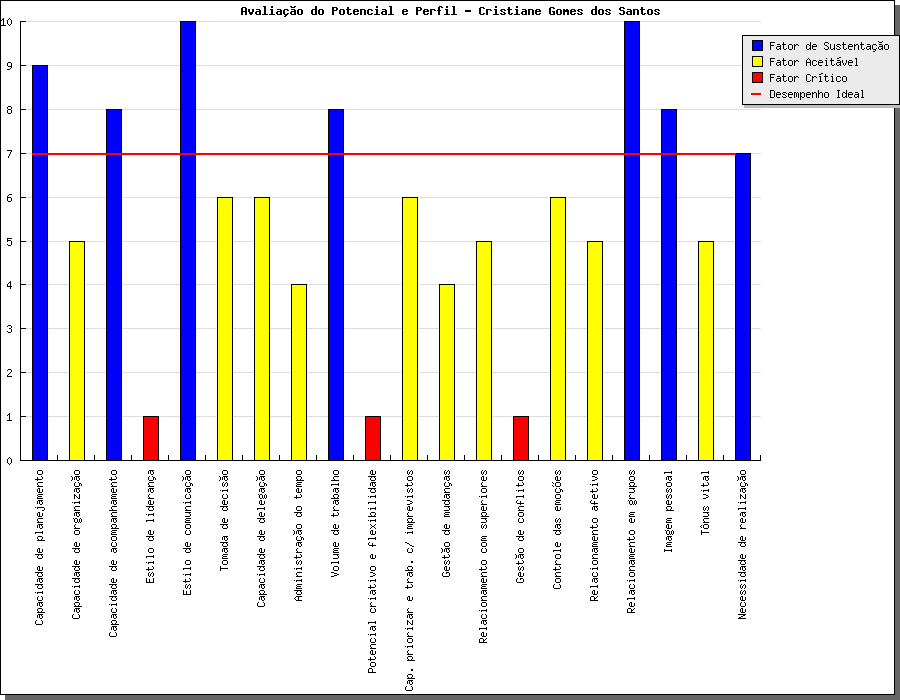 Avaliação do Potencial e Perfil - Cristiane Gomes dos Santos
10
9
8
7
6
5
4
3
2
1
0
Fator de Sustentação
Fator Aceitável
Fator Crítico
Desempenho Ideal
Capacidade de planejamento
Capacidade de organização
Capacidade de acompanhamento
Estilo de liderança
Estilo de comunicação
Tomada de decisão
Capacidade de delegação
Administração do tempo
Volume de trabalho
Potencial criativo e flexibilidade
Cap. priorizar e trab. c/ imprevistos
Gestão de mudanças
Relacionamento com superiores
Gestão de conflitos
Controle das emoções
Relacionamento afetivo
Relacionamento em grupos
Imagem pessoal
Tônus vital
Necessidade de realização